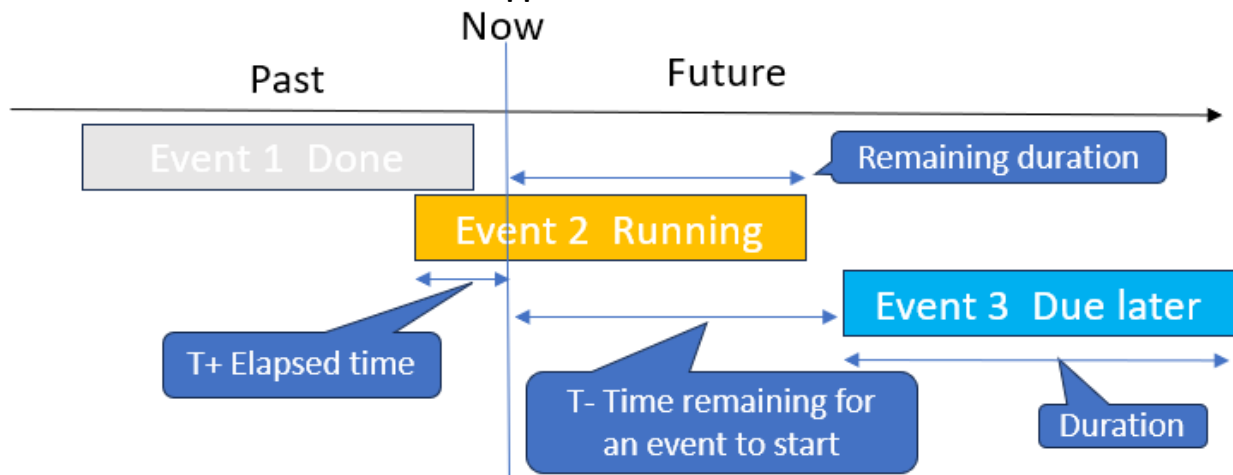 Now
Past
Future
Event 1 Done
Remaining duration
Event 2 Running
Event 3 Due later
T+ Elapsed time
T- Time remaining for
an event to start
Duration